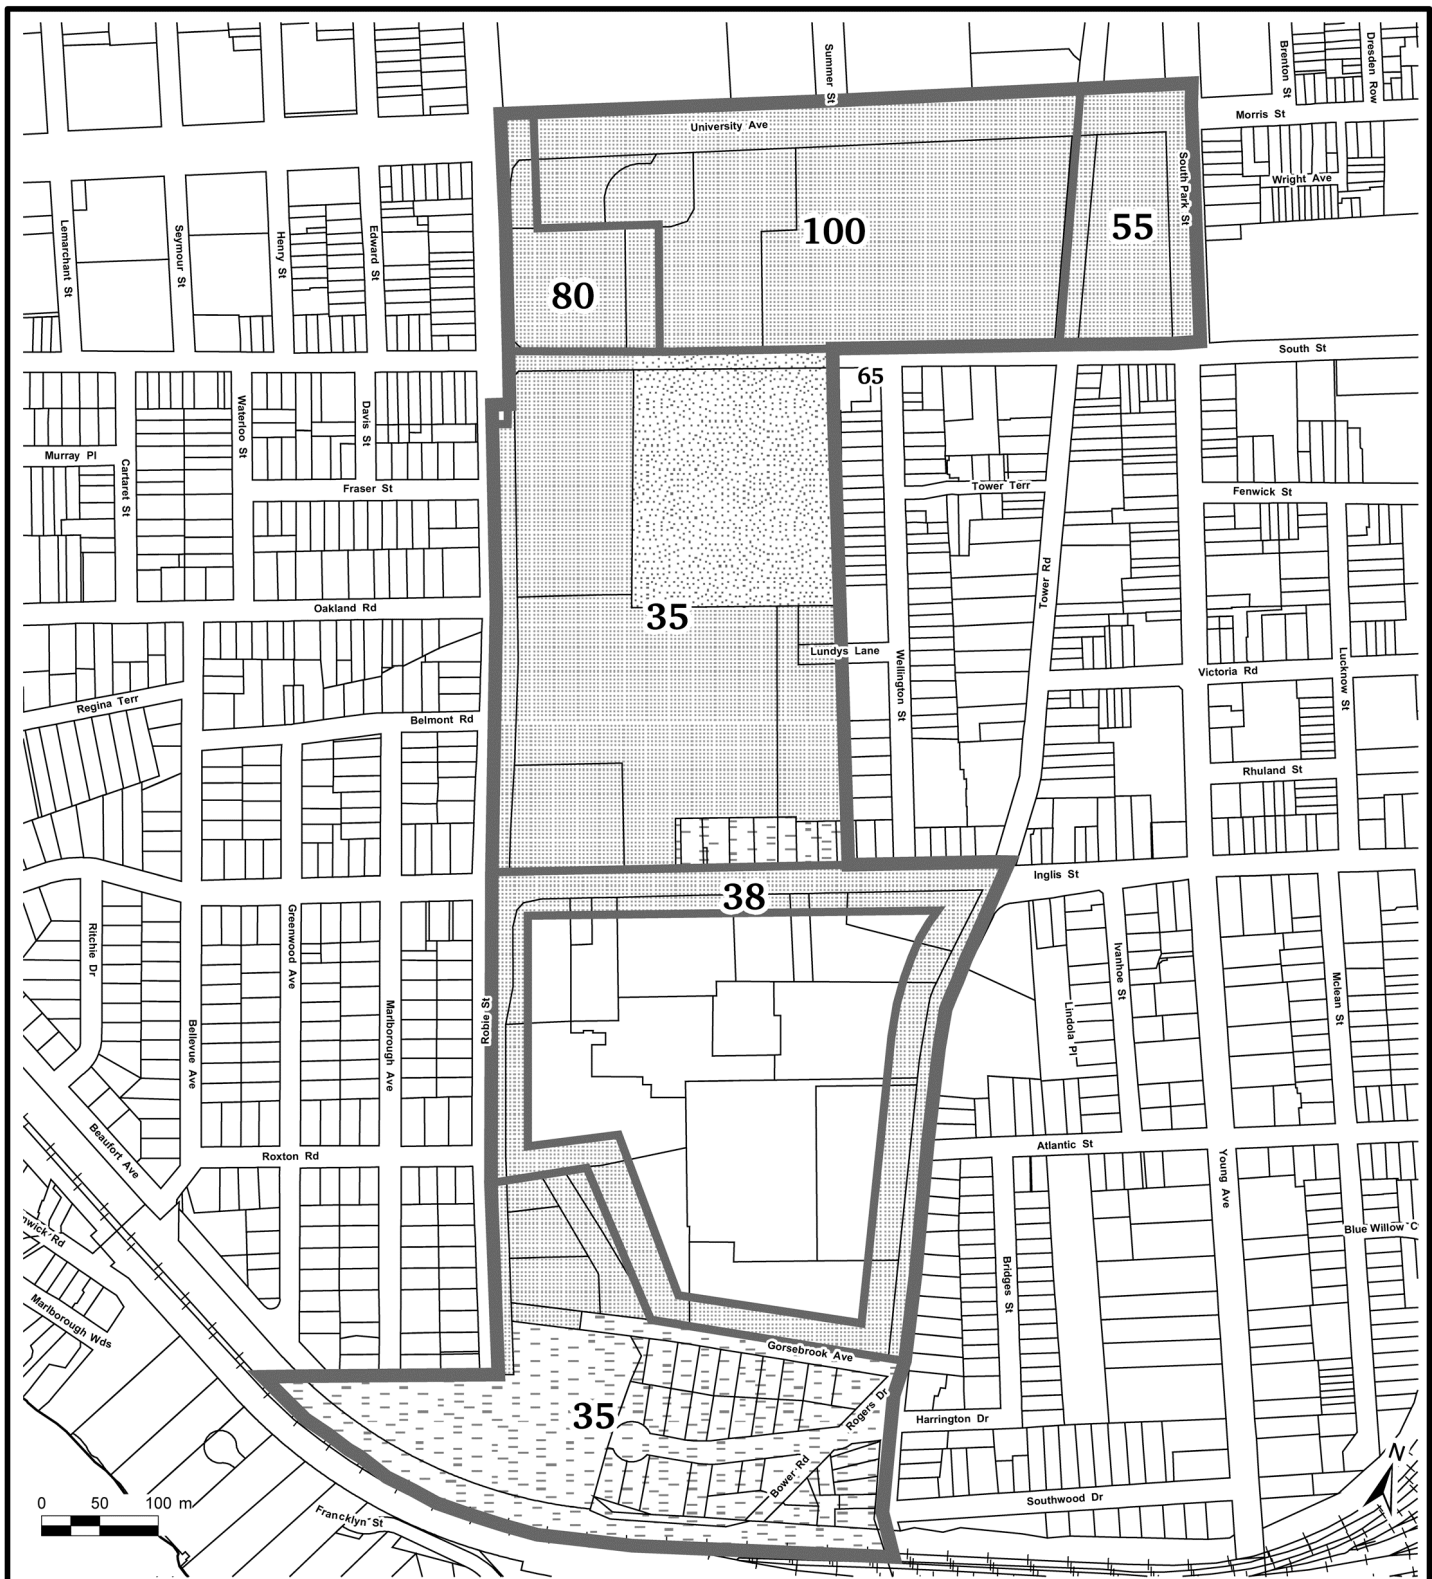 Summer St
Brenton St
Dresden Row
University Ave
Morris St
South Park St
Wright Ave
Lemarchant St
Seymour St
Henry St
Edward St
100
55
80
South St
65
Waterloo St
Davis St
Murray Pl
Cartaret St
Fraser St
Tower Terr
Fenwick St
Tower Rd
Oakland Rd
35
Lundys Lane
Wellington St
Victoria Rd
Lucknow St
Regina Terr
Belmont Rd
Rhuland St
Inglis St
38
Ritchie Dr
Greenwood Ave
Ivanhoe St
Mclean St
Robie St
Marlborough Ave
Bellevue Ave
Lindola Pl
Beaufort Ave
Roxton Rd
Atlantic St
Young Ave
nwick Rd
Blue Willow C
Bridges St
Marlborough Wds
Gorsebrook Ave
Rogers Dr
35
Harrington Dr
N
Bower Rd
0 50 100 m
Southwood Dr
Francklyn St